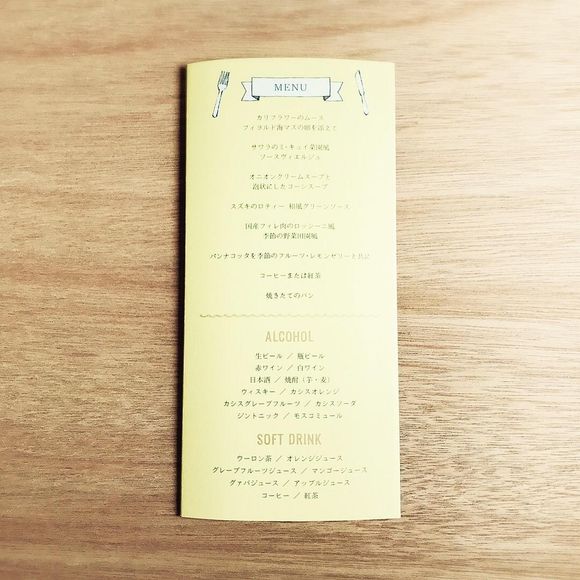 MENU
カリフラワーのムース
フィヨルド海マスの卵を添えて
サワラのミ・キュイ菜園風
ソースヴィエルジュ
オニオンクリームスープと
泡状にしたコーンスープ
スズキのロティー 和風グリーンソース
国産フィレ肉のロッシーニ風
季節の野菜田園風
パンナコッタを季節のフルーツ・レモンゼリーと共に
コーヒーまたは紅茶
焼きたてのパン
ALCOHOL
生ビール / 瓶ビール
赤ワイン / 白ワイン
日本酒 / 焼酎(芋・麦)
ウィスキー / カシスオレンジ
カシスグレープフルーツ / カシスソーダ
ジントニック / モスコミュール
SOFT DRINK
ウーロン茶 / オレンジジュース
グレープフルーツジュース / マンゴージュース
グァバジュース / アップルジュース
コーヒー / 紅茶